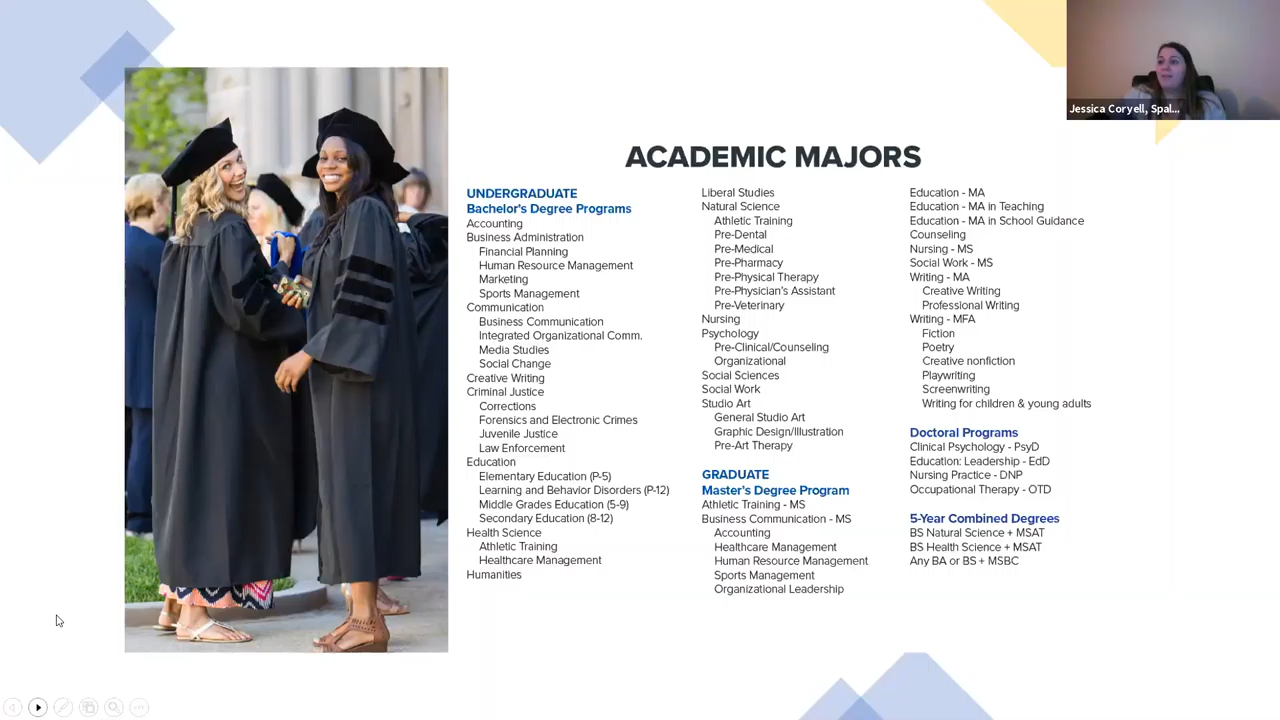 Jessica Coryell, Spal...
ACADEMIC MAJORS
UNDERGRADUATE
Bachelor's Degree Programs
Accounting
Business Administration
Financial Planning
Human Resource Management
Marketing
Sports Management
Communication
Business Communication
Integrated Organizational Comm.
Media Studies
Social Change
Creative Writing
Criminal Justice
Corrections
Forensics and Electronic Crimes
Juvenile Justice
Law Enforcement
Education
Elementary Education (P-5)
Learning and Behavior Disorders (P-12)
Middle Grades Education (5-9)
Secondary Education (8-12)
Health Science
Athletic Training
Healthcare Management
Humanities
Liberal Studies
Natural Science
Athletic Training
Pre-Dental
Pre-Medical
Pre-Pharmacy
Pre-Physical Therapy
Pre-Physician's Assistant
Pre-Veterinary
Nursing
Psychology
Pre-Clinical/Counseling
Organizational
Social Sciences
Social Work
Studio Art
General Studio Art
Graphic Design/Illustration
Pre-Art Therapy
GRADUATE
Master's Degree Program
Athletic Training - MS
Business Communication - MS
Accounting
Healthcare Management
Human Resource Management
Sports Management
Organizational Leadership
Education - MA
Education - MA in Teaching
Education - MA in School Guidance
Counseling
Nursing - MS
Social Work - MS
Writing - MA
Creative Writing
Professional Writing
Writing - MFA
Fiction
Poetry
Creative nonfiction
Playwriting
Screenwriting
Writing for children & young adults
Doctoral Programs
Clinical Psychology - PsyD
Education: Leadership - EdD
Nursing Practice - DNP
Occupational Therapy - OTD
5-Year Combined Degrees
BS Natural Science + MSAT
BS Health Science + MSAT
Any BA or BS + MSBC